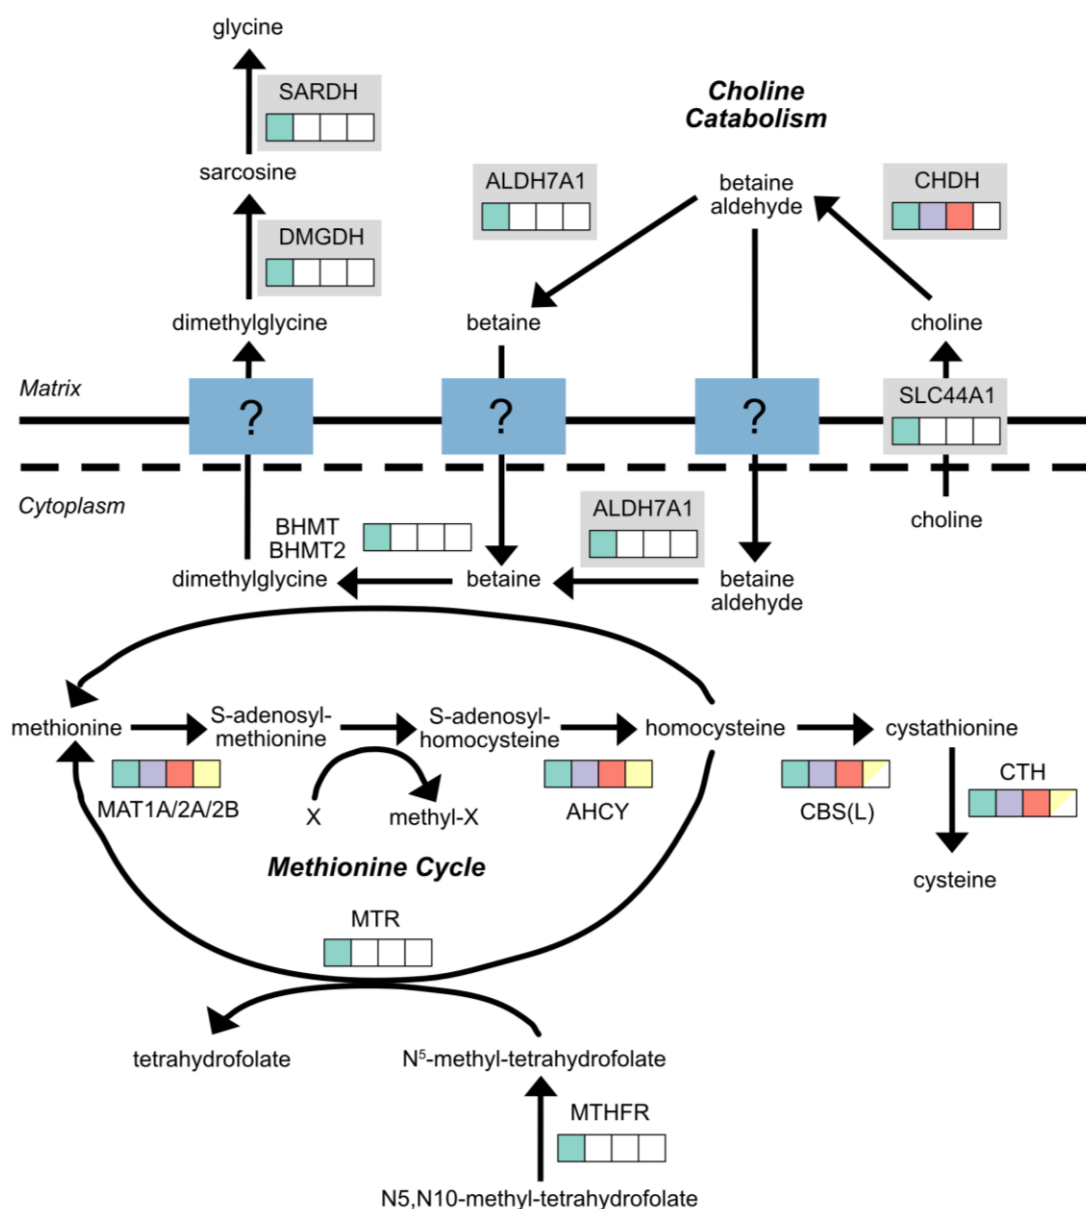 glycine
SARDH
sarcosine
DMGDH
dimethylglycine
Choline
Catabolism
ALDH7A1
betaine
aldehyde
CHDH
betaine
choline
Matrix
?
?
?
SLC44A1
Cytoplasm
BHMT
BHMT2
ALDH7A1
choline
dimethylglycine
betaine
betaine
aldehyde
methionine
S-adenosyl-
methionine
S-adenosyl-
homocysteine
homocysteine
cystathionine
MAT1A/2A/2B
X
methyl-X
AHCY
CBS(L)
CTH
Methionine Cycle
cysteine
MTR
tetrahydrofolate
N⁵-methyl-tetrahydrofolate
MTHFR
N5,N10-methyl-tetrahydrofolate